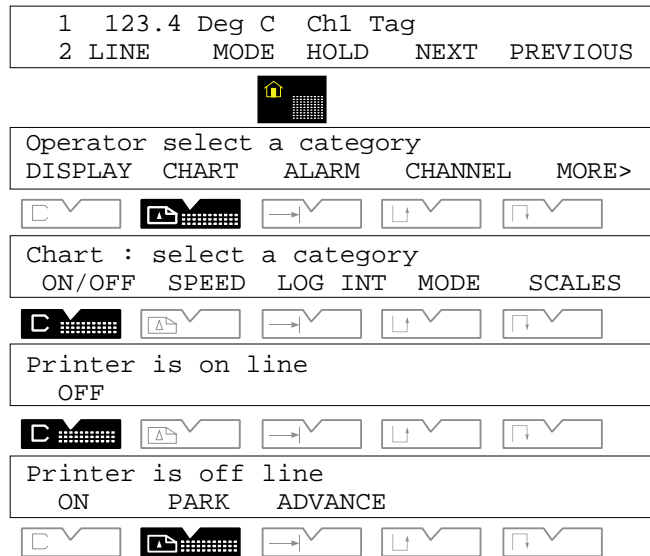 1 123.4 Deg C Ch1 Tag
2 LINE MODE HOLD NEXT PREVIOUS
Operator select a category
DISPLAY CHART ALARM CHANNEL MORE>
Chart : select a category
ON/OFF SPEED LOG INT MODE SCALES
Printer is on line
OFF
Printer is off line
ON PARK ADVANCE